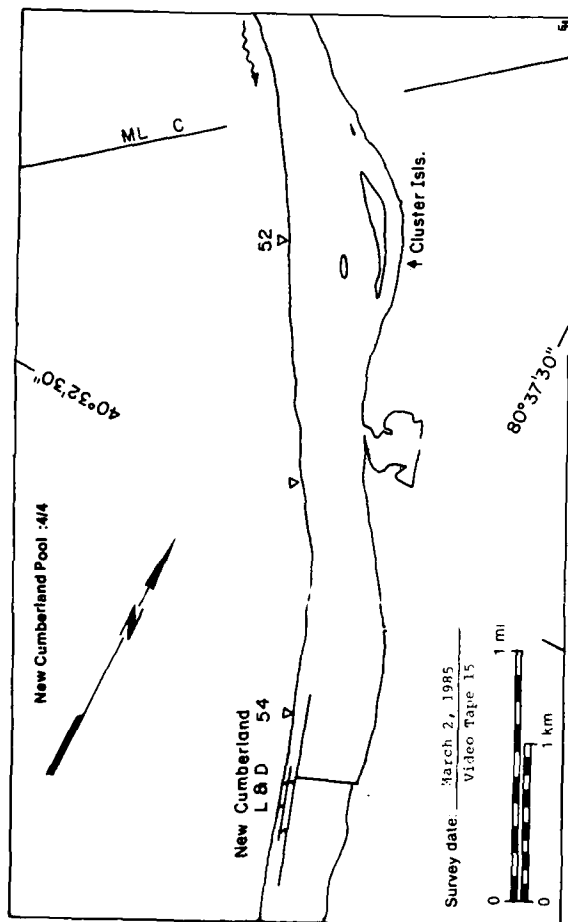 New Cumberland Pool :4/4
40°32'30"
ML C
52
Cluster Isls.
80°37'30"
N
New Cumberland
L & D 54
Survey date: March 2, 1985
Video Tape 15
0 1 mi
0 1 km